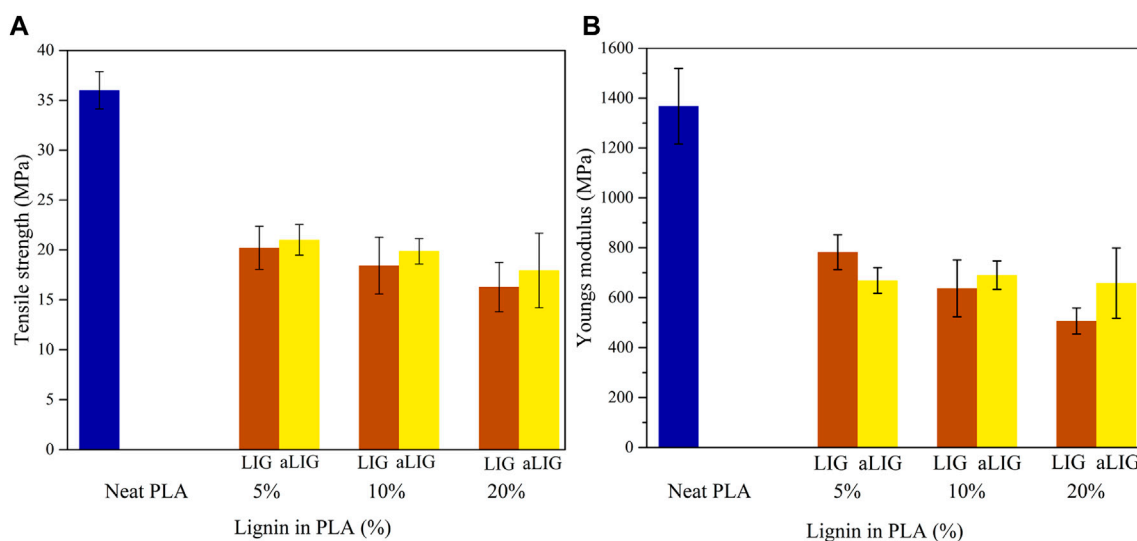 A
Tensile strength (MPa)
40
35
30
25
20
15
10
5
0
LIG aLIG LIG aLIG LIG aLIG
Neat PLA 5% 10% 20%
Lignin in PLA (%)
B
Youngs modulus (MPa)
1600
1400
1200
1000
800
600
400
200
0
LIG aLIG LIG aLIG LIG aLIG
Neat PLA 5% 10% 20%
Lignin in PLA (%)